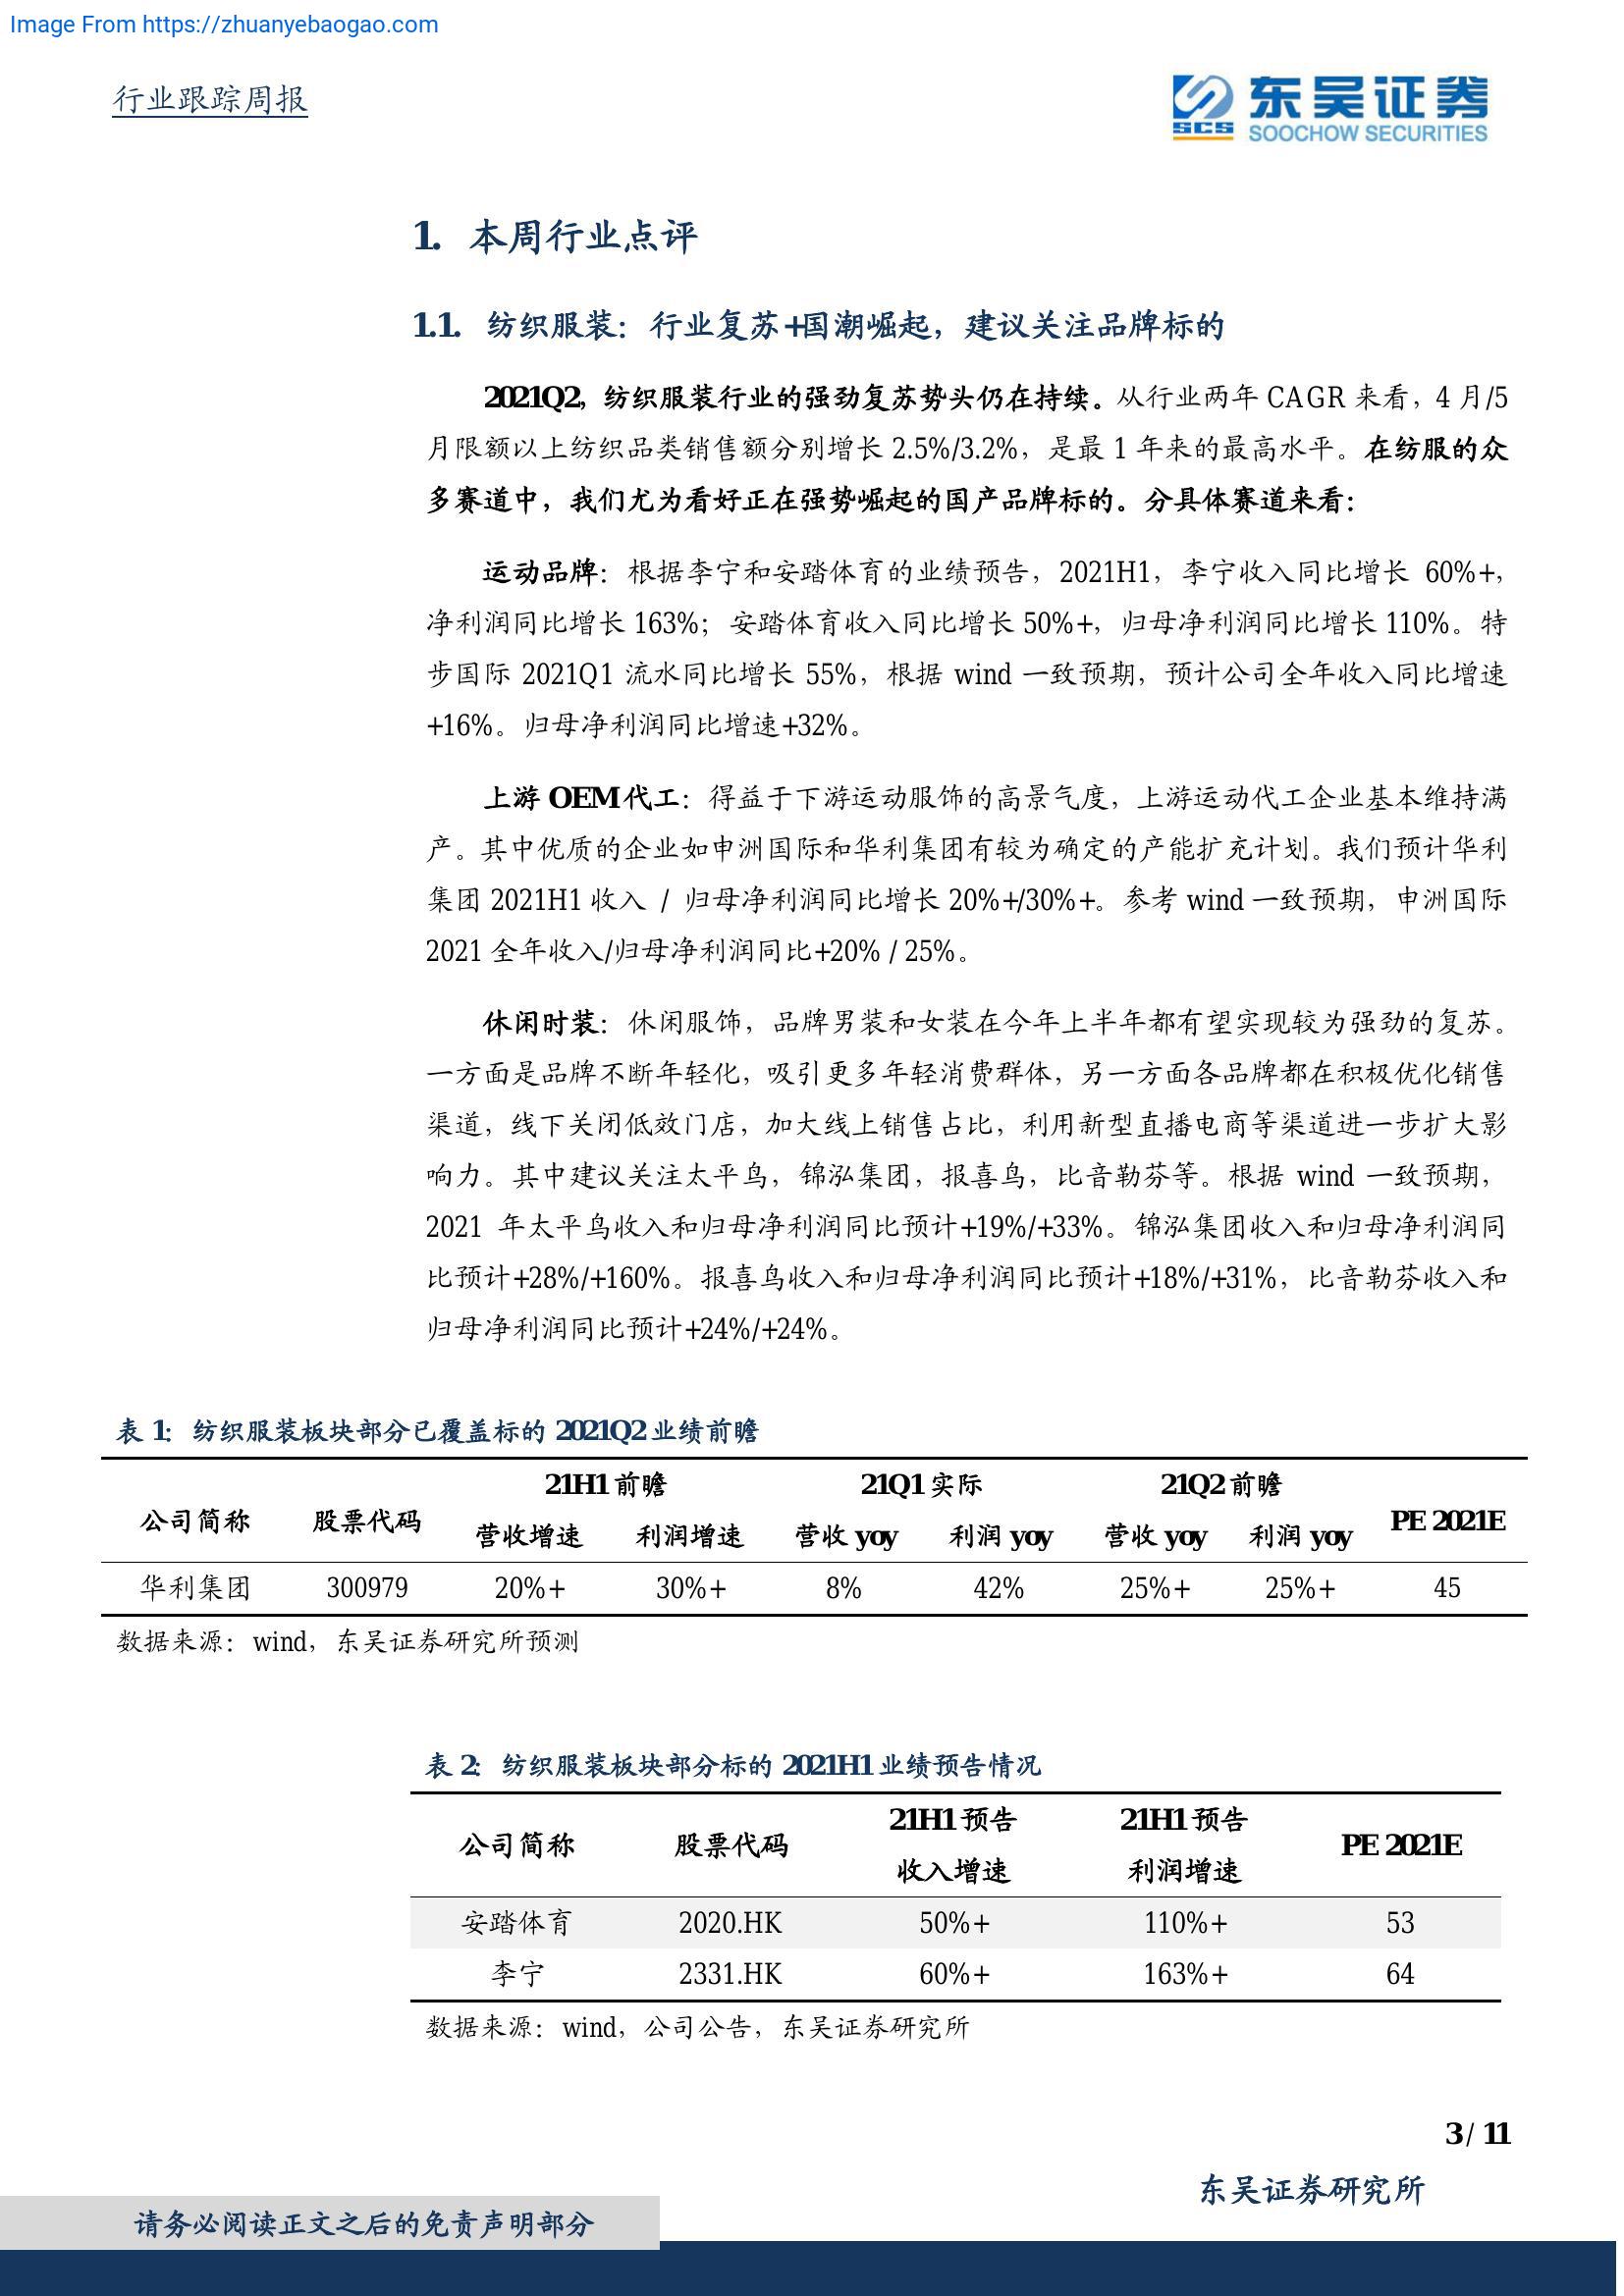 Image From https://zhuanyebaogao.com
行业跟踪周报
SCS 东吴证券
SOOCHOW SECURITIES
1. 本周行业点评
1.1. 纺织服装：行业复苏+国潮崛起，建议关注品牌标的
2021Q2，纺织服装行业的强劲复苏势头仍在持续。从行业两年 CAGR 来看，4 月/5
月限额以上纺织品类销售额分别增长 2.5%/3.2%，是最 1 年来的最高水平。在纺服的众
多赛道中，我们尤为看好正在强势崛起的国产品牌标的。分具体赛道来看：
运动品牌：根据李宁和安踏体育的业绩预告，2021H1，李宁收入同比增长 60%+，
净利润同比增长 163%；安踏体育收入同比增长 50%+，归母净利润同比增长 110%。特
步国际 2021Q1 流水同比增长 55%，根据 wind 一致预期，预计公司全年收入同比增速
+16%。归母净利润同比增速+32%。
上游 OEM 代工：得益于下游运动服饰的高景气度，上游运动代工企业基本维持满
产。其中优质的企业如申洲国际和华利集团有较为确定的产能扩充计划。我们预计华利
集团 2021H1 收入 / 归母净利润同比增长 20%+/30%+。参考 wind 一致预期，申洲国际
2021 全年收入/归母净利润同比+20% / 25%。
休闲时装：休闲服饰，品牌男装和女装在今年上半年都有望实现较为强劲的复苏。
一方面是品牌不断年轻化，吸引更多年轻消费群体，另一方面各品牌都在积极优化销售
渠道，线下关闭低效门店，加大线上销售占比，利用新型直播电商等渠道进一步扩大影
响力。其中建议关注太平鸟，锦泓集团，报喜鸟，比音勒芬等。根据 wind 一致预期，
2021 年太平鸟收入和归母净利润同比预计+19%/+33%。锦泓集团收入和归母净利润同
比预计+28%/+160%。报喜鸟收入和归母净利润同比预计+18%/+31%，比音勒芬收入和
归母净利润同比预计+24%/+24%。
表 1：纺织服装板块部分已覆盖标的 2021Q2 业绩前瞻
21H1 前瞻 21Q1 实际 21Q2 前瞻
公司简称 股票代码 PE 2021E
营收增速 利润增速 营收 yoy 利润 yoy 营收 yoy 利润 yoy
华利集团 300979 20%+ 30%+ 8% 42% 25%+ 25%+ 45
数据来源：wind，东吴证券研究所预测
表 2：纺织服装板块部分标的 2021H1 业绩预告情况
21H1 预告 21H1 预告
公司简称 股票代码 PE 2021E
收入增速 利润增速
安踏体育 2020.HK 50%+ 110%+ 53
李宁 2331.HK 60%+ 163%+ 64
数据来源：wind，公司公告，东吴证券研究所
3 / 11
东吴证券研究所
请务必阅读正文之后的免责声明部分